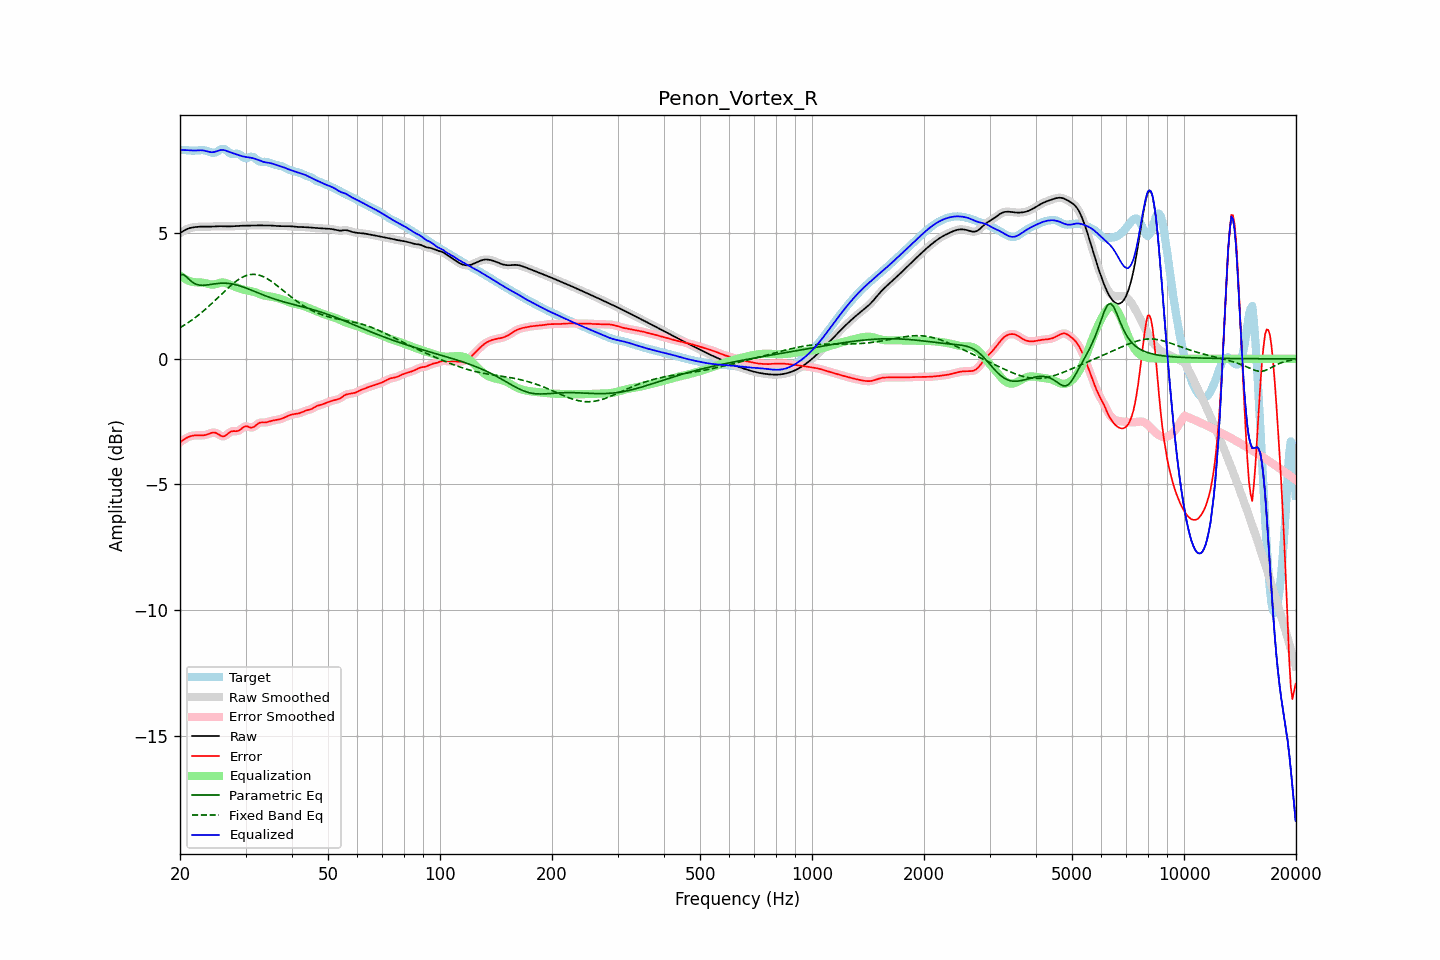 Penon_Vortex_R
Amplitude (dBr)
5
0
−5
−10
−15
Target
Raw Smoothed
Error Smoothed
Raw
Error
Equalization
Parametric Eq
Fixed Band Eq
Equalized
20 50 100 200 500 1000 2000 5000 10000 20000
Frequency (Hz)